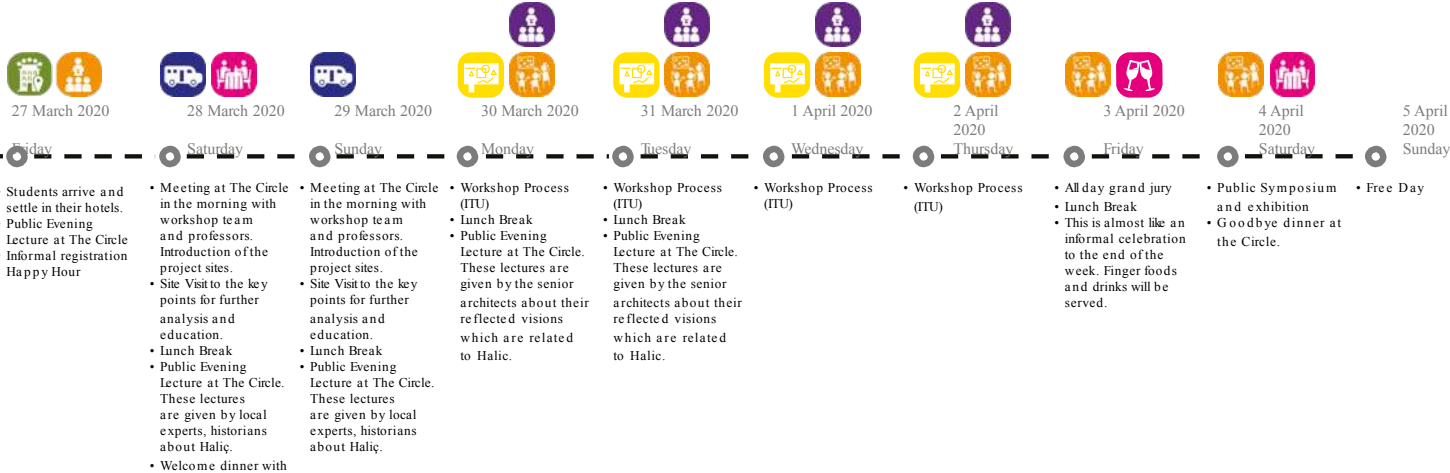 27 March 2020
Friday
Students arrive and
settle in their hotels.
Public Evening
Lecture at The Circle
Informal registration
Happy Hour
28 March 2020
Saturday
• Meeting at The Circle
in the morning with
workshop team
and professors.
Introduction of the
project sites.
• Site Visit to the key
points for further
analysis and
education.
• Lunch Break
• Public Evening
Lecture at The Circle.
These lectures
are given by local
experts, historians
about Haliç.
• Welcome dinner with
29 March 2020
Sunday
• Meeting at The Circle
in the morning with
workshop team
and professors.
Introduction of the
project sites.
• Site Visit to the key
points for further
analysis and
education.
• Lunch Break
• Public Evening
Lecture at The Circle.
These lectures
are given by local
experts, historians
about Haliç.
30 March 2020
Monday
• Workshop Process
(ITU)
• Lunch Break
• Public Evening
Lecture at The Circle.
These lectures are
given by the senior
architects about their
reflected visions
which are related
to Halic.
31 March 2020
Tuesday
• Workshop Process
(ITU)
• Lunch Break
• Public Evening
Lecture at The Circle.
These lectures are
given by the senior
architects about their
reflected visions
which are related
to Halic.
1 April 2020
Wednesday
• Workshop Process
(ITU)
2 April
2020
Thursday
• Workshop Process
(ITU)
3 April 2020
Friday
• All day grand jury
• Lunch Break
• This is almost like an
informal celebration
to the end of the
week. Finger foods
and drinks will be
served.
4 April
2020
Saturday
• Public Symposium
and exhibition
• Goodbye dinner at
the Circle.
5 April
2020
Sunday
• Free Day